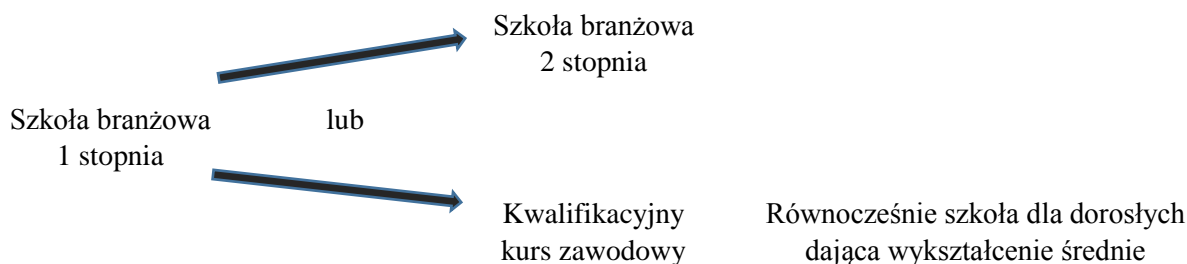 Szkoła branżowa
2 stopnia
Szkoła branżowa
1 stopnia
lub
Kwalifikacyjny
kurs zawodowy
Równocześnie szkoła dla dorosłych
dająca wykształcenie średnie